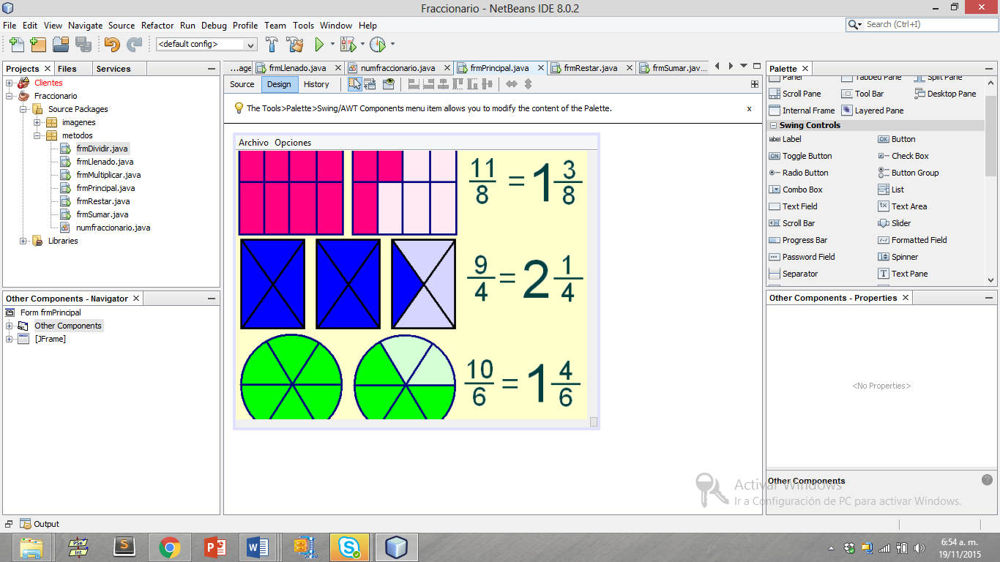 Fraccionario - NetBeans IDE 8.0.2
File Edit View Navigate Source Refactor Run Debug Profile Team Tools Window Help
Search (Ctrl+I)
<default config>
Projects Files Services
Clientes
Fraccionario
Source Packages
imagenes
metodos
frmDividir.java
frmLlenado.java
frmMultiplicar.java
frmPrincipal.java
frmRestar.java
frmSumar.java
numfraccionario.java
Libraries
Other Components - Navigator
Form frmPrincipal
Other Components
[JFrame]
...age frmLlenado.java numfraccionario.java frmPrincipal.java frmRestar.java frmSumar.jav...
Source Design History
The Tools>Palette>Swing/AWT Components menu item allows you to modify the content of the Palette. x
Archivo Opciones
11/8 = 1 3/8
9/4 = 2 1/4
10/6 = 1 4/6
Palette
Panel Tabbed Pane Split Pane
Scroll Pane Tool Bar Desktop Pane
Internal Frame Layered Pane
Swing Controls
label Label OK Button
ON Toggle Button Check Box
Radio Button Button Group
Combo Box List
Text Field Text Area
Scroll Bar Slider
Progress Bar Formatted Field
Password Field Spinner
Separator T Text Pane
Other Components - Properties
<No Properties>
Other Components
Activar Windows
Ir a Configuración de PC para activar Windows.
Output
PSe
Int
6:54 a. m.
19/11/2015